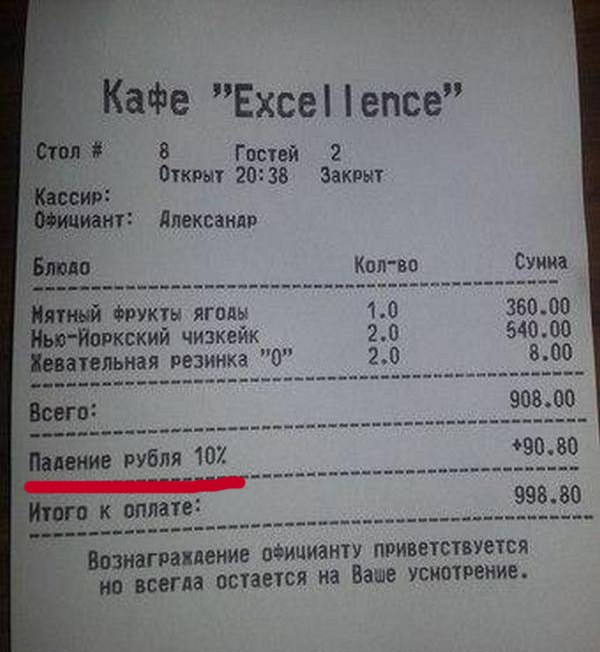 Кафе "Excellence"
Стол # 8 Гостей 2
Открыт 20:38 Закрыт
Кассир:
Официант: Александр
Блюдо Кол-во Сумма
Мятный фрукты ягоды 1.0 360.00
Нью-Йоркский чизкейк 2.0 540.00
Жевательная резинка "О" 2.0 8.00
Всего: 908.00
Падение рубля 10% +90.80
Итого к оплате: 998.80
Вознаграждение официанту приветствуется
но всегда остается на Ваше усмотрение.